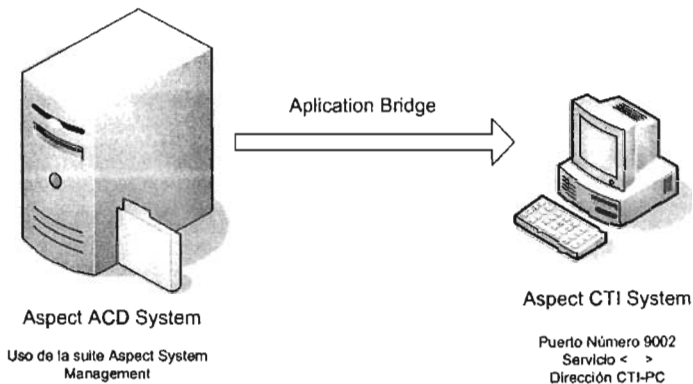 Aplication Bridge
Aspect ACD System
Uso de la suite Aspect System
Management
Aspect CTI System
Puerto Número 9002
Servicio < >
Dirección CTI-PC